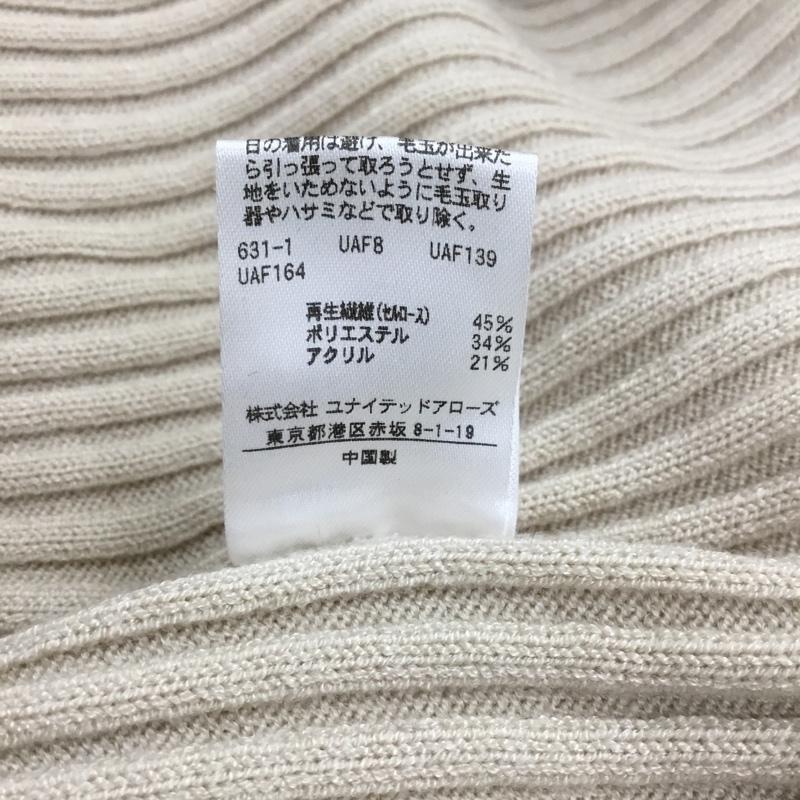 日の着用は避け、毛玉が出来た
ら引っ張って取ろうとせず、生
地をいためないように毛玉取り
器やハサミなどで取り除く。
631-1 UAF8 UAF139
UAF164
再生繊維(セルロース) 45%
ポリエステル 34%
アクリル 21%
株式会社 ユナイテッドアローズ
東京都港区赤坂 8-1-19
中国製